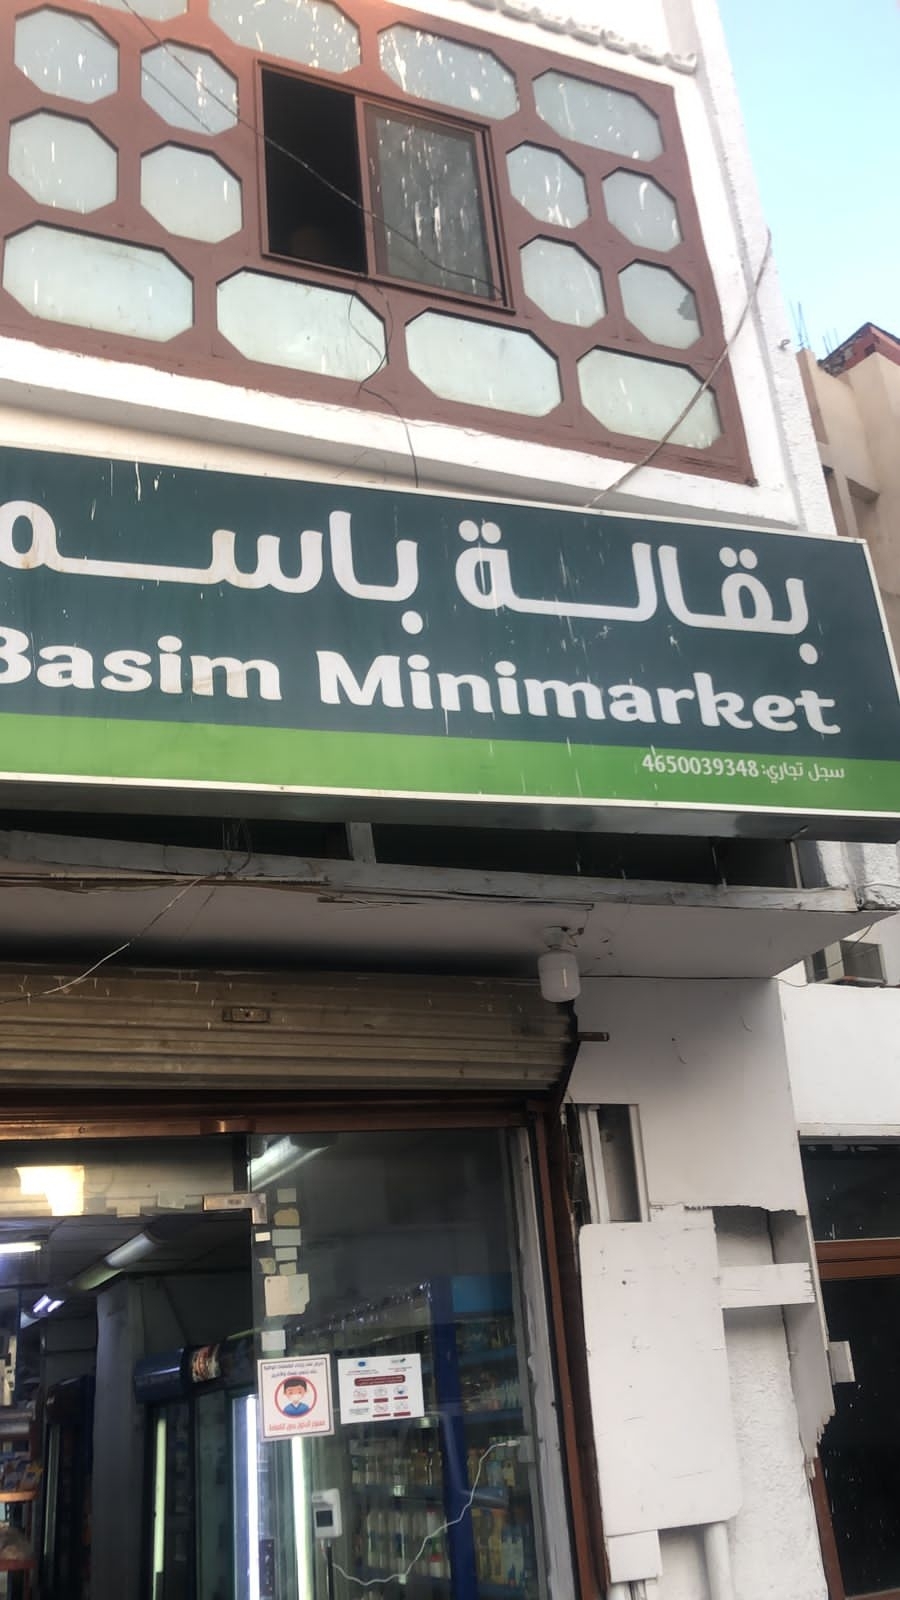 بقالة باسم
Basim Minimarket
سجل تجاري: 4650039348